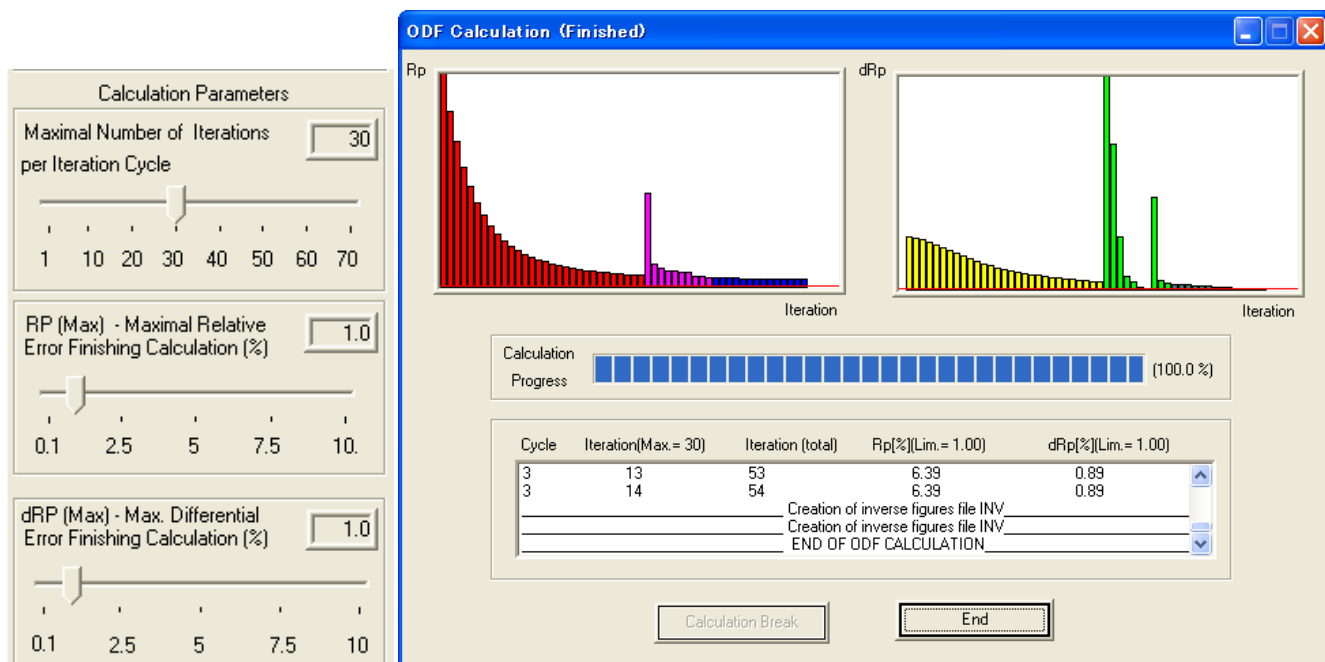 Calculation Parameters
Maximal Number of Iterations
per Iteration Cycle
30
1 10 20 30 40 50 60 70
RP (Max) - Maximal Relative
Error Finishing Calculation (%)
1.0
0.1 2.5 5 7.5 10.
dRP (Max) - Max. Differential
Error Finishing Calculation (%)
1.0
0.1 2.5 5 7.5 10
ODF Calculation (Finished)
Rp
Iteration
dRp
Iteration
Calculation
Progress
(100.0 %)
Cycle Iteration(Max.= 30) Iteration (total) Rp[%](Lim.= 1.00) dRp[%](Lim.= 1.00)
3 13 53 6.39 0.89
3 14 54 6.39 0.89
Creation of inverse figures file INV
Creation of inverse figures file INV
END OF ODF CALCULATION
Calculation Break
End